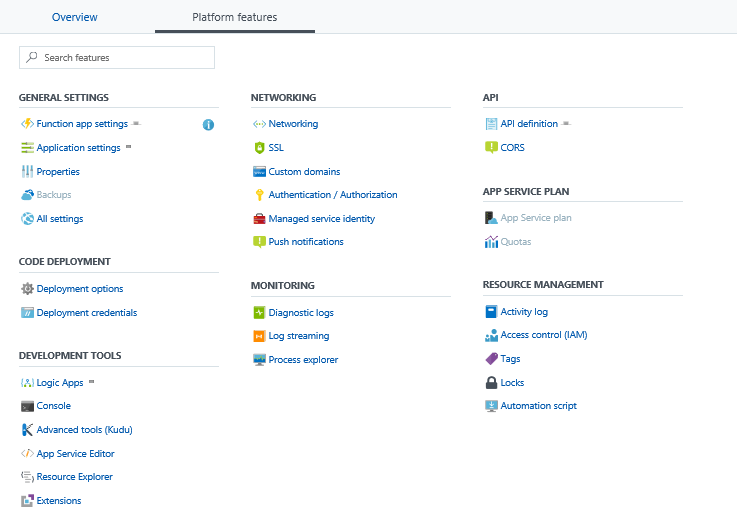 Overview
Platform features
Search features
GENERAL SETTINGS
Function app settings
Application settings
Properties
Backups
All settings
CODE DEPLOYMENT
Deployment options
Deployment credentials
DEVELOPMENT TOOLS
Logic Apps
Console
Advanced tools (Kudu)
App Service Editor
Resource Explorer
Extensions
NETWORKING
Networking
SSL
Custom domains
Authentication / Authorization
Managed service identity
Push notifications
MONITORING
Diagnostic logs
Log streaming
Process explorer
API
API definition
CORS
APP SERVICE PLAN
App Service plan
Quotas
RESOURCE MANAGEMENT
Activity log
Access control (IAM)
Tags
Locks
Automation script